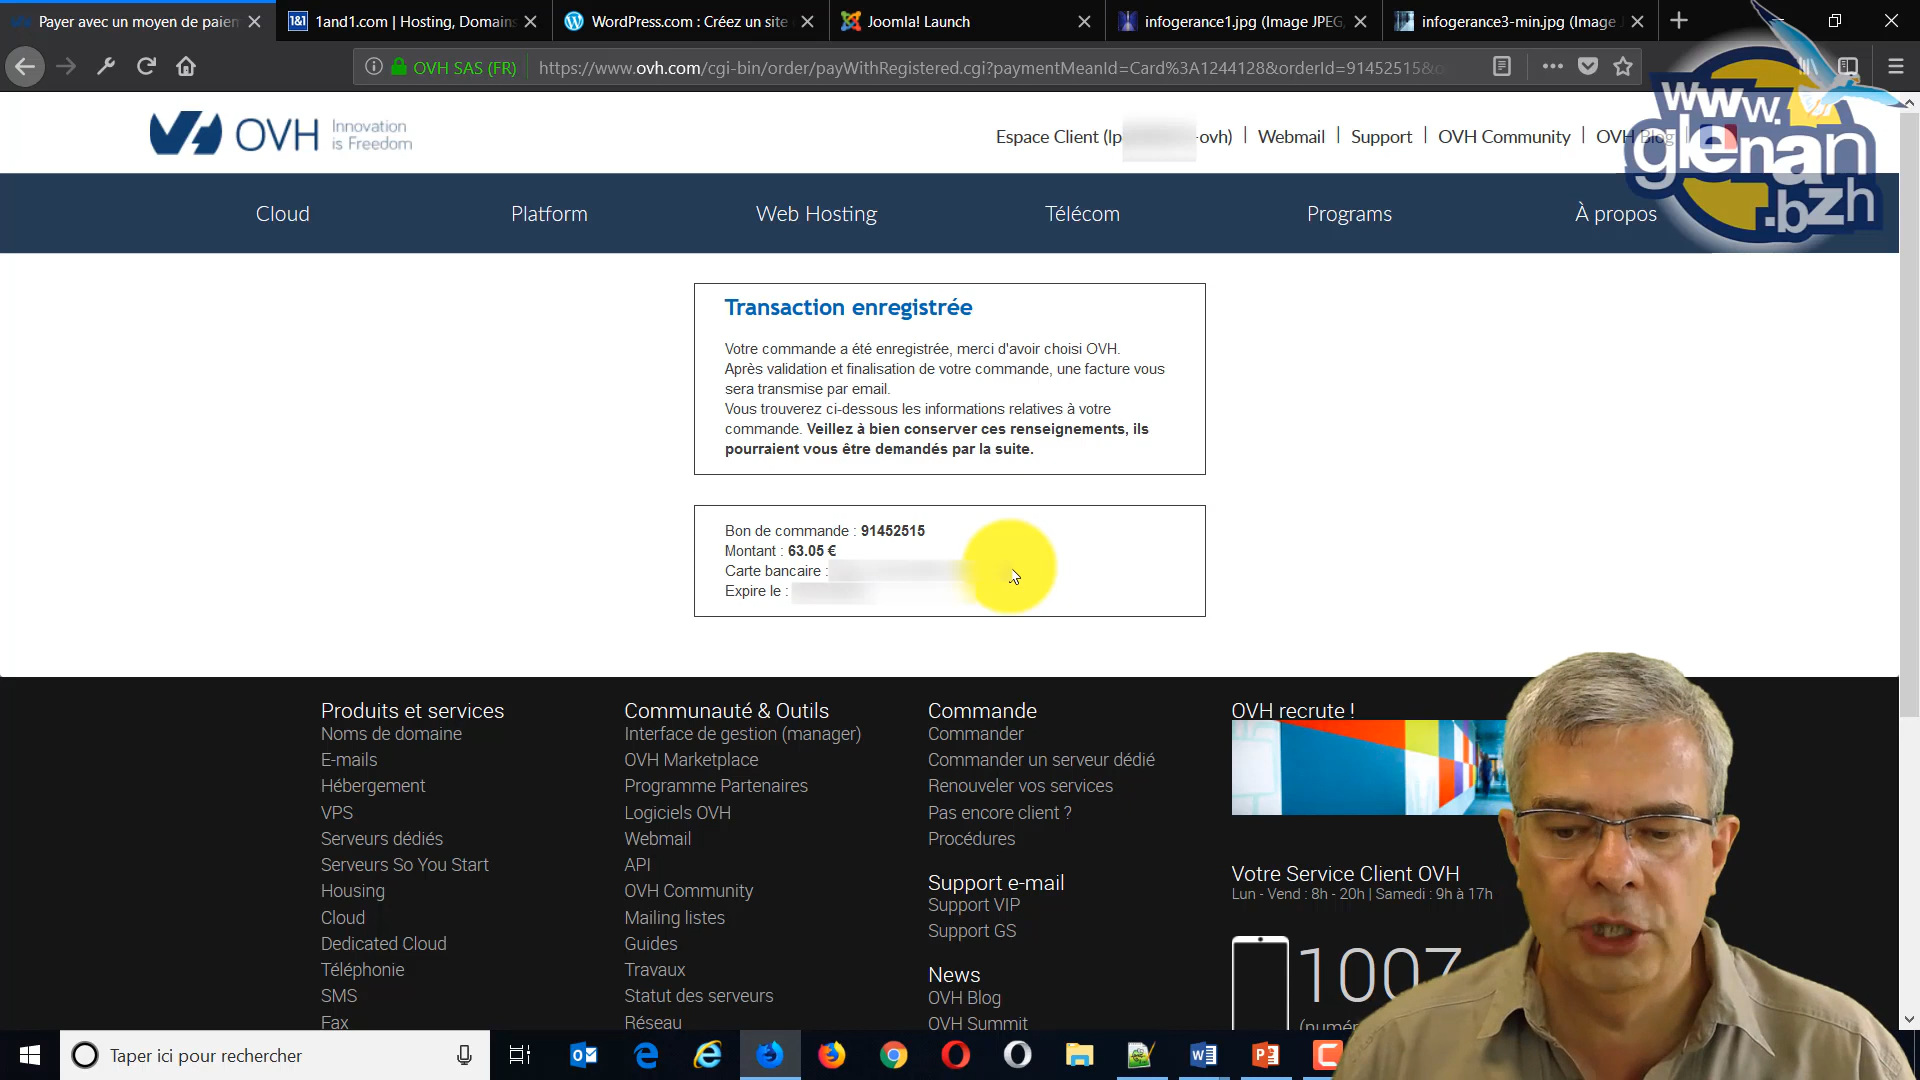 Payer avec un moyen de paiem
1and1.com | Hosting, Domains
WordPress.com : Créez un site
Joomla! Launch
infogerance1.jpg (Image JPEG,
infogerance3-min.jpg (Image J
OVH SAS (FR)
https://www.ovh.com/cgi-bin/order/payWithRegistered.cgi?paymentMeanId=Card%3A1244128&orderId=91452515&o
OVH Innovation
is Freedom
Espace Client (lp
-ovh) | Webmail | Support | OVH Community | OVH Blog
www.
glenan
.bzh
Cloud
Platform
Web Hosting
Télécom
Programs
À propos
Transaction enregistrée
Votre commande a été enregistrée, merci d'avoir choisi OVH.
Après validation et finalisation de votre commande, une facture vous
sera transmise par email.
Vous trouverez ci-dessous les informations relatives à votre
commande. Veillez à bien conserver ces renseignements, ils
pourraient vous être demandés par la suite.
Bon de commande : 91452515
Montant : 63.05 €
Carte bancaire :
Expire le :
Produits et services
Noms de domaine
E-mails
Hébergement
VPS
Serveurs dédiés
Serveurs So You Start
Housing
Cloud
Dedicated Cloud
Téléphonie
SMS
Fax
Communauté & Outils
Interface de gestion (manager)
OVH Marketplace
Programme Partenaires
Logiciels OVH
Webmail
API
OVH Community
Mailing listes
Guides
Travaux
Statut des serveurs
Réseau
Commande
Commander
Commander un serveur dédié
Renouveler vos services
Pas encore client ?
Procédures
Support e-mail
Support VIP
Support GS
News
OVH Blog
OVH Summit
OVH recrute !
Votre Service Client OVH
Lun - Vend : 8h - 20h | Samedi : 9h à 17h
1007
(numér
Taper ici pour rechercher